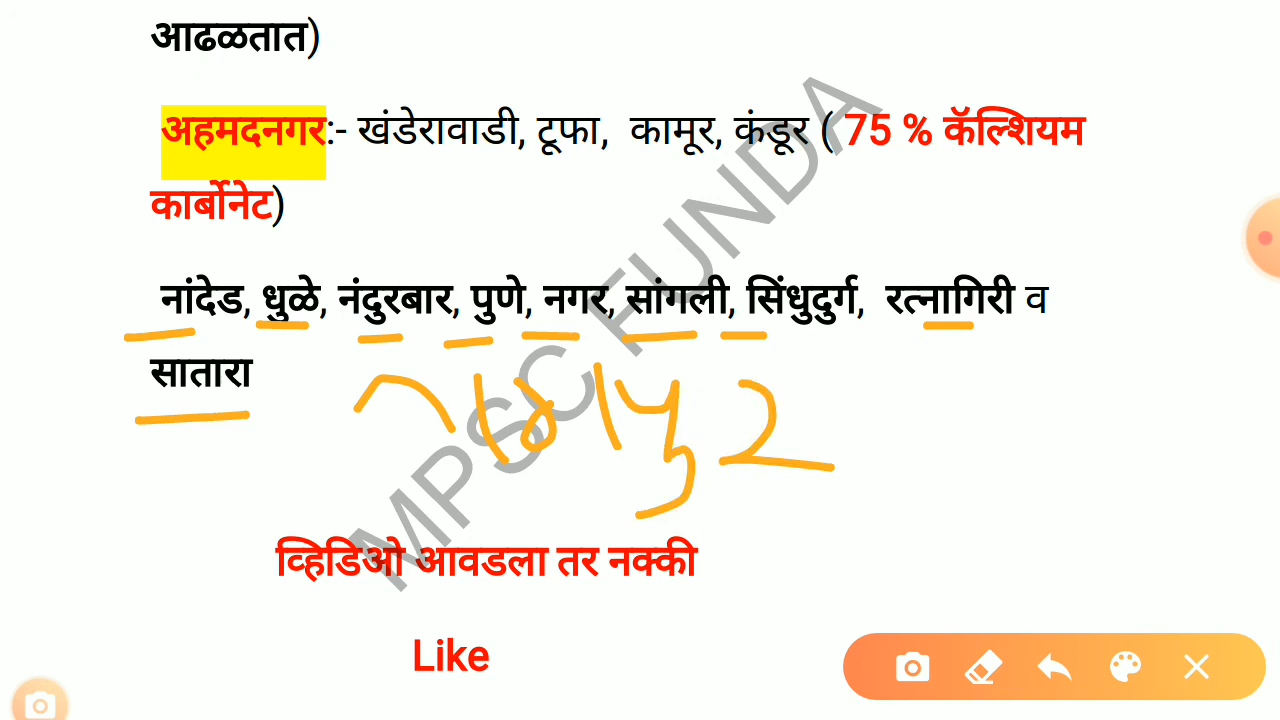 आढळतात)
अहमदनगर:- खंडेरावाडी, टूफा, कामूर, कंडूर ( 75 % कॅल्शियम
कार्बोनेट)
नांदेड, धुळे, नंदुरबार, पुणे, नगर, सांगली, सिंधुदुर्ग, रत्नागिरी व
सातारा
MPSC FUNDA
व्हिडिओ आवडला तर नक्की
Like